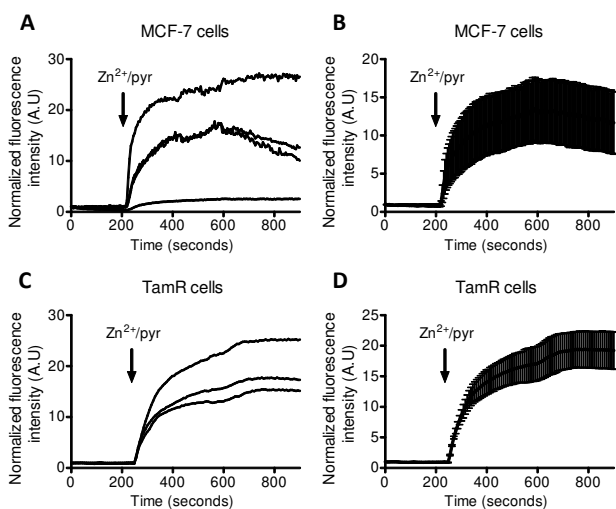 A
MCF-7 cells
Zn2+/pyr
Normalized fluorescence
intensity (A.U)
30
20
10
0
0 200 400 600 800
Time (seconds)
B
MCF-7 cells
Zn2+/pyr
Normalized fluorescence
intensity (A.U)
20
15
10
5
0
0 200 400 600 800
Time (seconds)
C
TamR cells
Zn2+/pyr
Normalized fluorescence
intensity (A.U)
30
20
10
0
0 200 400 600 800
Time (seconds)
D
TamR cells
Zn2+/pyr
Normalized fluorescence
intensity (A.U)
25
20
15
10
5
0
0 200 400 600 800
Time (seconds)